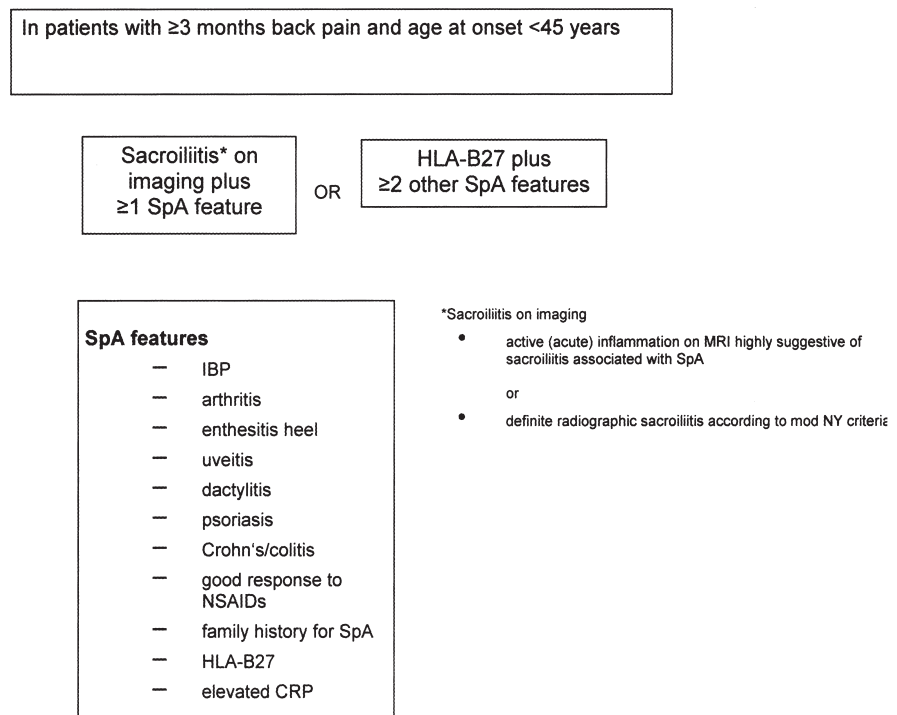 In patients with ≥3 months back pain and age at onset <45 years
Sacroiliitis* on
imaging plus
≥1 SpA feature
OR
HLA-B27 plus
≥2 other SpA features
SpA features
– IBP
– arthritis
– enthesitis heel
– uveitis
– dactylitis
– psoriasis
– Crohn‘s/colitis
– good response to
NSAIDs
– family history for SpA
– HLA-B27
– elevated CRP
*Sacroiliitis on imaging
• active (acute) inflammation on MRI highly suggestive of
sacroiliitis associated with SpA
or
• definite radiographic sacroiliitis according to mod NY criteria